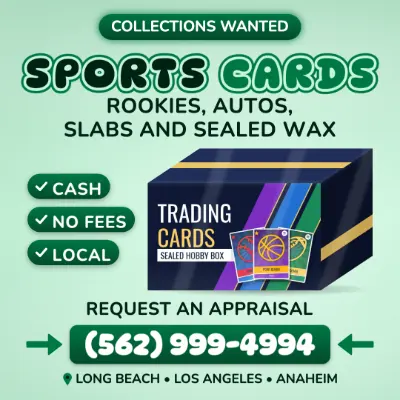 COLLECTIONS WANTED
SPORTS CARDS
ROOKIES, AUTOS,
SLABS AND SEALED WAX
✓ CASH
✓ NO FEES
✓ LOCAL
TRADING
CARDS
SEALED HOBBY BOX
REQUEST AN APPRAISAL
(562) 999-4994
LONG BEACH • LOS ANGELES • ANAHEIM